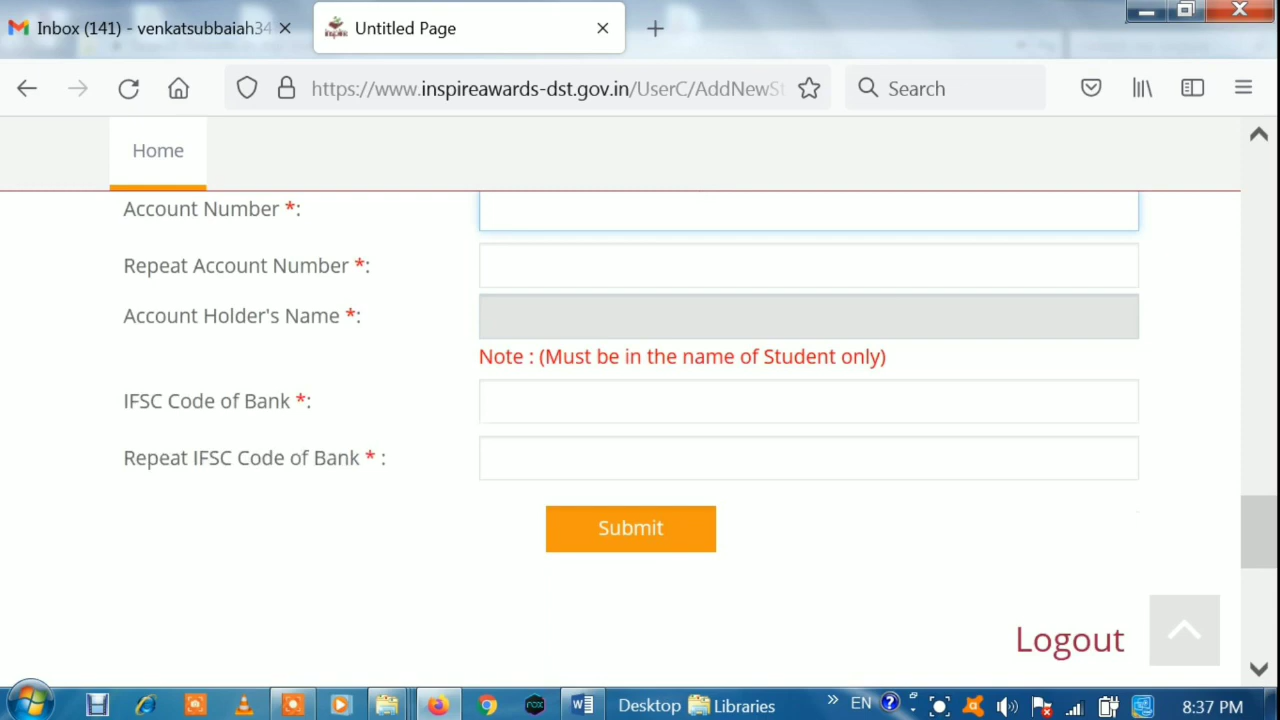 Inbox (141) - venkatsubbaiah34
Untitled Page
https://www.inspireawards-dst.gov.in/UserC/AddNewSt
Search
Home
Account Number *:
Repeat Account Number *:
Account Holder's Name *:
Note : (Must be in the name of Student only)
IFSC Code of Bank *:
Repeat IFSC Code of Bank * :
Submit
Logout
Desktop
Libraries
EN
8:37 PM